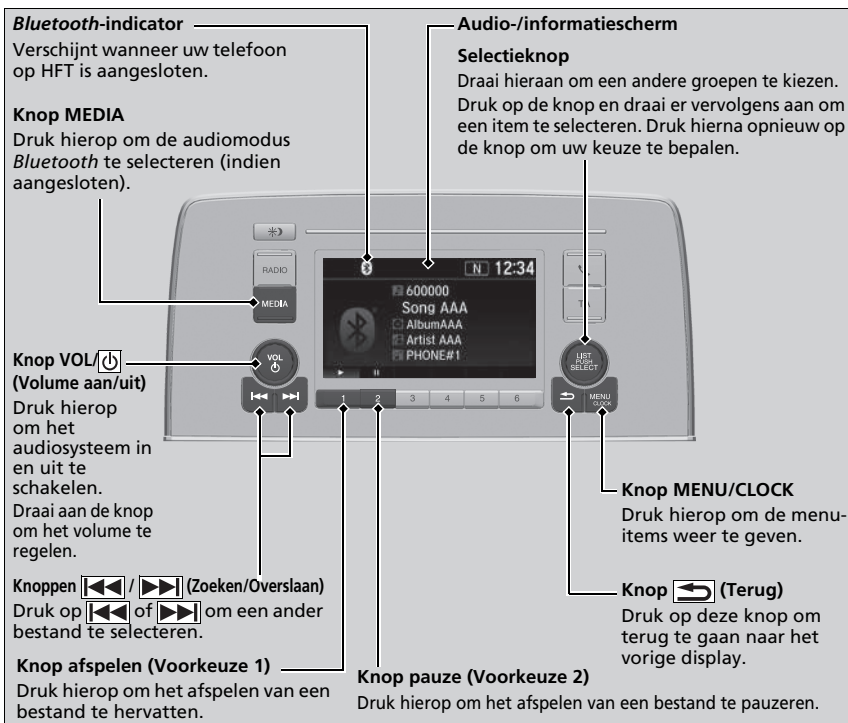 Bluetooth-indicator
Verschijnt wanneer uw telefoon
op HFT is aangesloten.
Knop MEDIA
Druk hierop om de audiomodus
Bluetooth te selecteren (indien
aangesloten).
Audio-/informatiescherm
Selectieknop
Draai hieraan om een andere groepen te kiezen.
Druk op de knop en draai er vervolgens aan om
een item te selecteren. Druk hierna opnieuw op
de knop om uw keuze te bepalen.
RADIO
MEDIA
N 12:34
600000
Song AAA
AlbumAAA
Artist AAA
PHONE#1
TA
VOL
LIST
PUSH
SELECT
1 2 3 4 5 6
MENU
CLOCK
Knop VOL/
(Volume aan/uit)
Druk hierop
om het
audiosysteem in
en uit te
schakelen.
Draai aan de knop
om het volume te
regelen.
Knoppen / (Zoeken/Overslaan)
Druk op of om een ander
bestand te selecteren.
Knop afspelen (Voorkeuze 1)
Druk hierop om het afspelen van een
bestand te hervatten.
Knop pauze (Voorkeuze 2)
Druk hierop om het afspelen van een bestand te pauzeren.
Knop MENU/CLOCK
Druk hierop om de menu-
items weer te geven.
Knop (Terug)
Druk op deze knop om
terug te gaan naar het
vorige display.